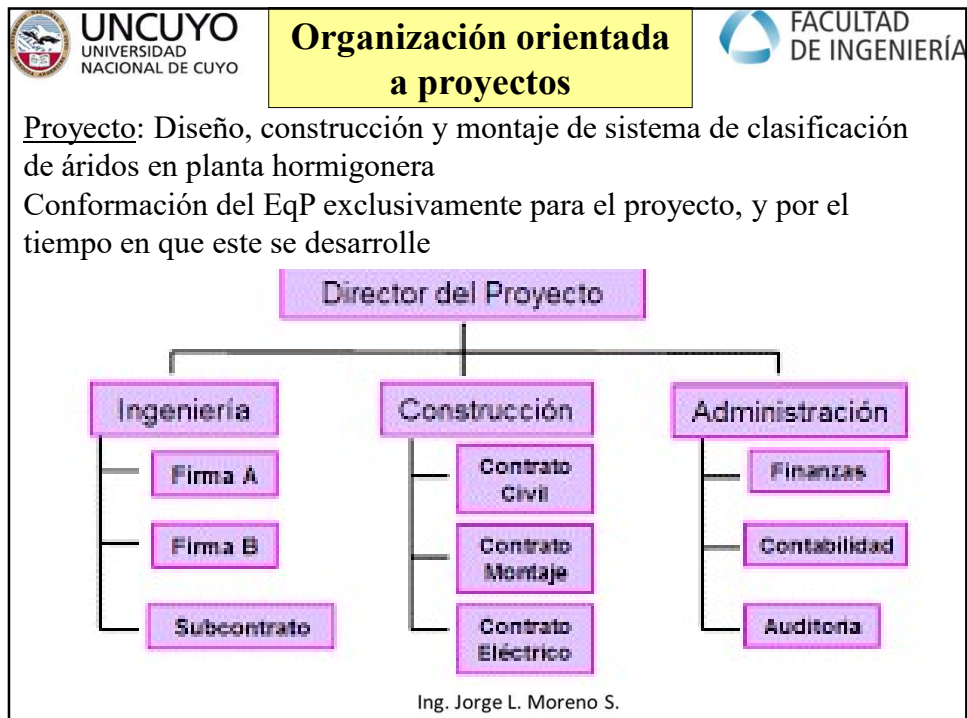 UNCUYO
UNIVERSIDAD
NACIONAL DE CUYO
Organización orientada
a proyectos
FACULTAD
DE INGENIERÍA
Proyecto: Diseño, construcción y montaje de sistema de clasificación
de áridos en planta hormigonera
Conformación del EqP exclusivamente para el proyecto, y por el
tiempo en que este se desarrolle
Director del Proyecto
Ingeniería
Firma A
Firma B
Subcontrato
Construcción
Contrato
Civil
Contrato
Montaje
Contrato
Eléctrico
Administración
Finanzas
Contabilidad
Auditoria
Ing. Jorge L. Moreno S.